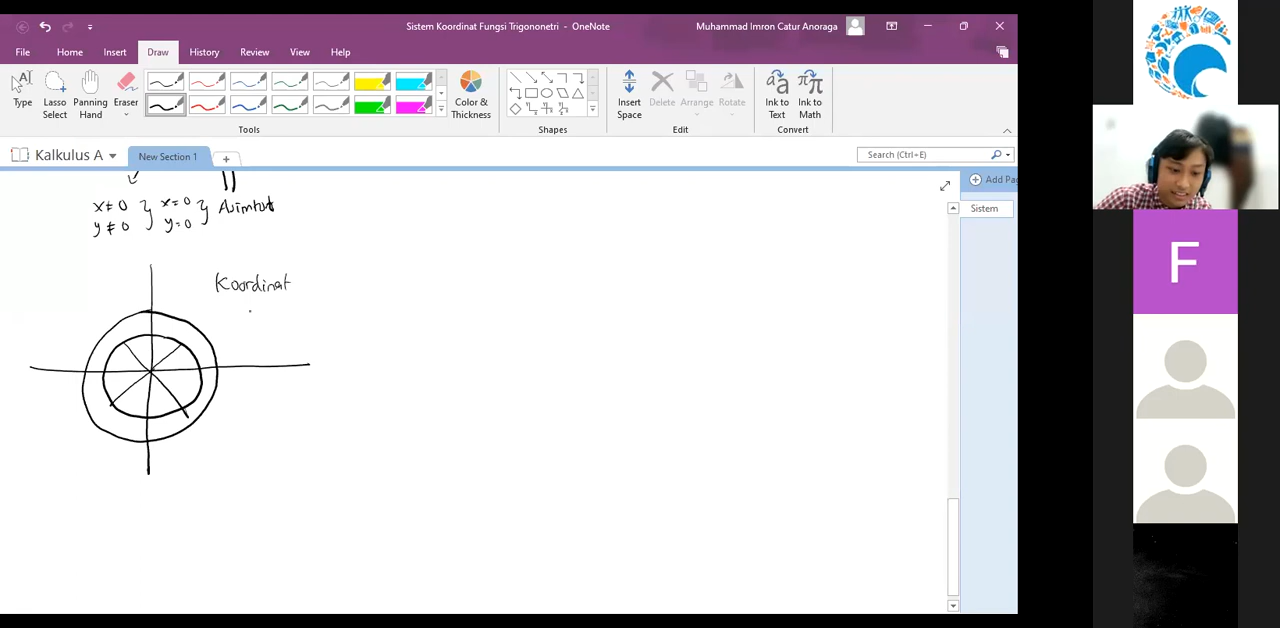 Sistem Koordinat Fungsi Trigononetri - OneNote
Muhammad Imron Catur Anoraga
File Home Insert Draw History Review View Help
Type
Lasso Select
Panning Hand
Eraser
Color & Thickness
Insert Space
Delete
Arrange
Rotate
Ink to Text
Ink to Math
Tools Shapes Edit Convert
Kalkulus A
New Section 1
Search (Ctrl+E)
Add Pag
Sistem
x≠0 } x=0 } Asimtot
y≠0 y=0
Koordinat
F